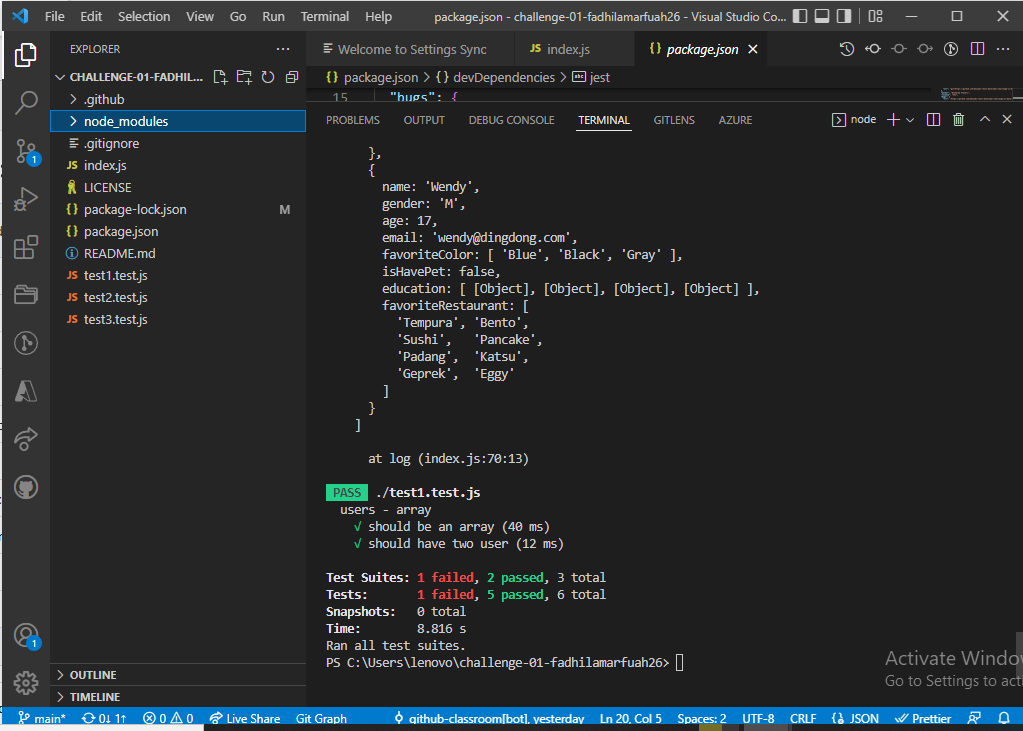 File Edit Selection View Go Run Terminal Help package.json - challenge-01-fadhilamarfuah26 - Visual Studio Co...
EXPLORER
CHALLENGE-01-FADHIL...
.github
node_modules
.gitignore
JS index.js
LICENSE
{} package-lock.json M
{} package.json
README.md
JS test1.test.js
JS test2.test.js
JS test3.test.js
OUTLINE
TIMELINE
1
1
Welcome to Settings Sync JS index.js {} package.json
{} package.json > {} devDependencies > abc jest
15 "bugs": {
PROBLEMS OUTPUT DEBUG CONSOLE TERMINAL GITLENS AZURE node
},
{
name: 'Wendy',
gender: 'M',
age: 17,
email: 'wendy@dingdong.com',
favoriteColor: [ 'Blue', 'Black', 'Gray' ],
isHavePet: false,
education: [ [Object], [Object], [Object], [Object] ],
favoriteRestaurant: [
'Tempura', 'Bento',
'Sushi', 'Pancake',
'Padang', 'Katsu',
'Geprek', 'Eggy'
]
}
]
at log (index.js:70:13)
PASS ./test1.test.js
users - array
√ should be an array (40 ms)
√ should have two user (12 ms)
Test Suites: 1 failed, 2 passed, 3 total
Tests: 1 failed, 5 passed, 6 total
Snapshots: 0 total
Time: 8.816 s
Ran all test suites.
PS C:\Users\lenovo\challenge-01-fadhilamarfuah26>
Activate Windo
Go to Settings to acti
main* 0↓ 1↑ 0 0 Live Share Git Graph github-classroom[bot], yesterday Ln 20, Col 5 Spaces: 2 UTF-8 CRLF {} JSON Prettier